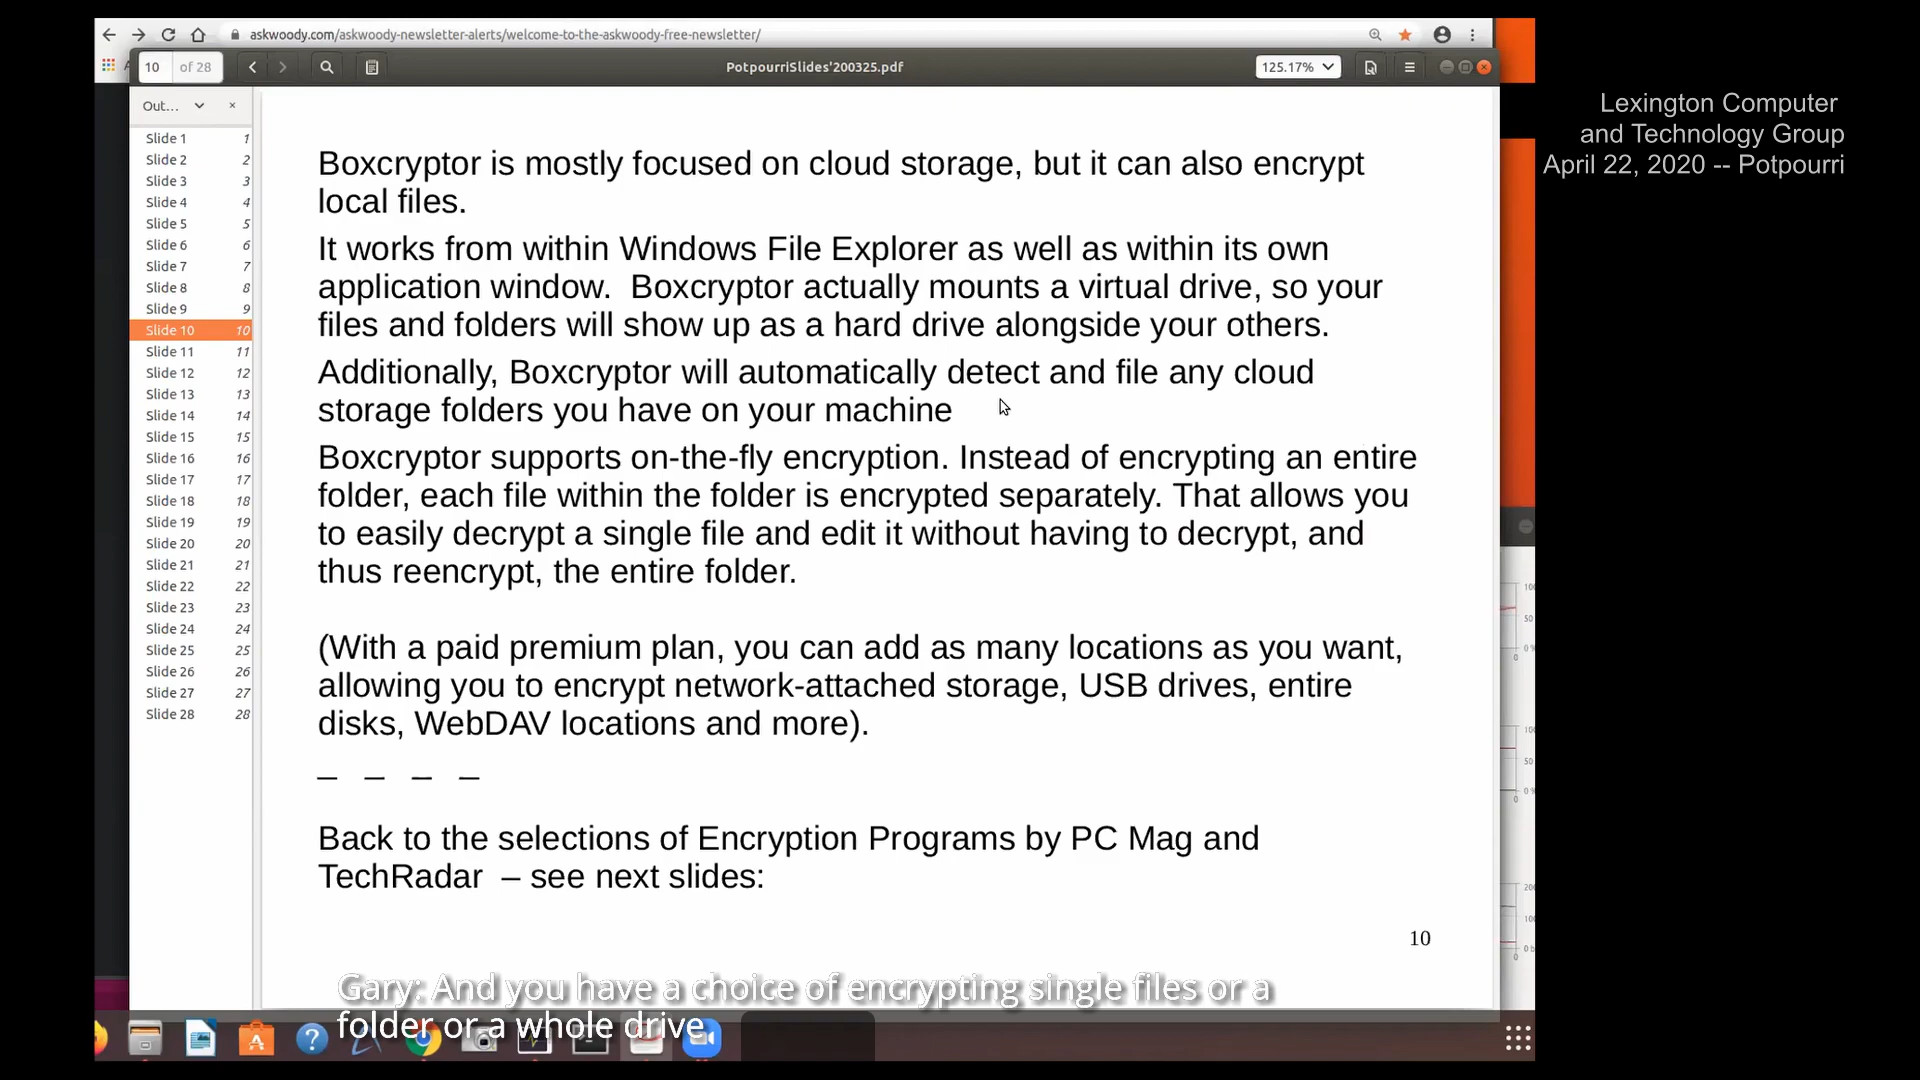 askwoody.com/askwoody-newsletter-alerts/welcome-to-the-askwoody-free-newsletter/
10 of 28
PotpourriSlides'200325.pdf
125.17%
Lexington Computer
and Technology Group
April 22, 2020 -- Potpourri
Out...
Slide 1 1
Slide 2 2
Slide 3 3
Slide 4 4
Slide 5 5
Slide 6 6
Slide 7 7
Slide 8 8
Slide 9 9
Slide 10 10
Slide 11 11
Slide 12 12
Slide 13 13
Slide 14 14
Slide 15 15
Slide 16 16
Slide 17 17
Slide 18 18
Slide 19 19
Slide 20 20
Slide 21 21
Slide 22 22
Slide 23 23
Slide 24 24
Slide 25 25
Slide 26 26
Slide 27 27
Slide 28 28
Boxcryptor is mostly focused on cloud storage, but it can also encrypt
local files.
It works from within Windows File Explorer as well as within its own
application window.  Boxcryptor actually mounts a virtual drive, so your
files and folders will show up as a hard drive alongside your others.
Additionally, Boxcryptor will automatically detect and file any cloud
storage folders you have on your machine
Boxcryptor supports on-the-fly encryption. Instead of encrypting an entire
folder, each file within the folder is encrypted separately. That allows you
to easily decrypt a single file and edit it without having to decrypt, and
thus reencrypt, the entire folder.
(With a paid premium plan, you can add as many locations as you want,
allowing you to encrypt network-attached storage, USB drives, entire
disks, WebDAV locations and more).
– – – –
Back to the selections of Encryption Programs by PC Mag and
TechRadar  – see next slides:
10
Gary: And you have a choice of encrypting single files or a
folder or a whole drive